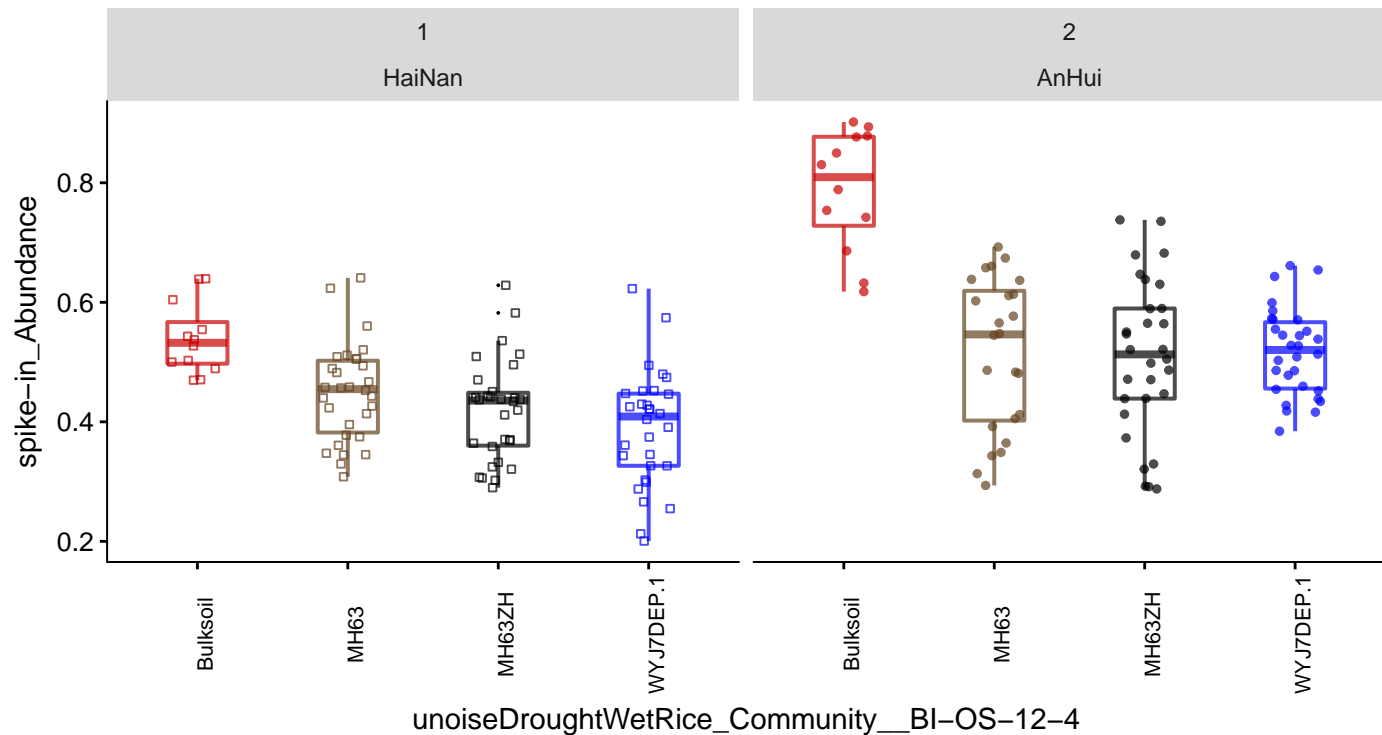 1
2
HaiNan
AnHui
spike−in_Abundance
0.8
0.6
0.4
0.2
Bulksoil
MH63
MH63ZH
WYJ7DEP.1
Bulksoil
MH63
MH63ZH
WYJ7DEP.1
unoiseDroughtWetRice_Community__BI−OS−12−4